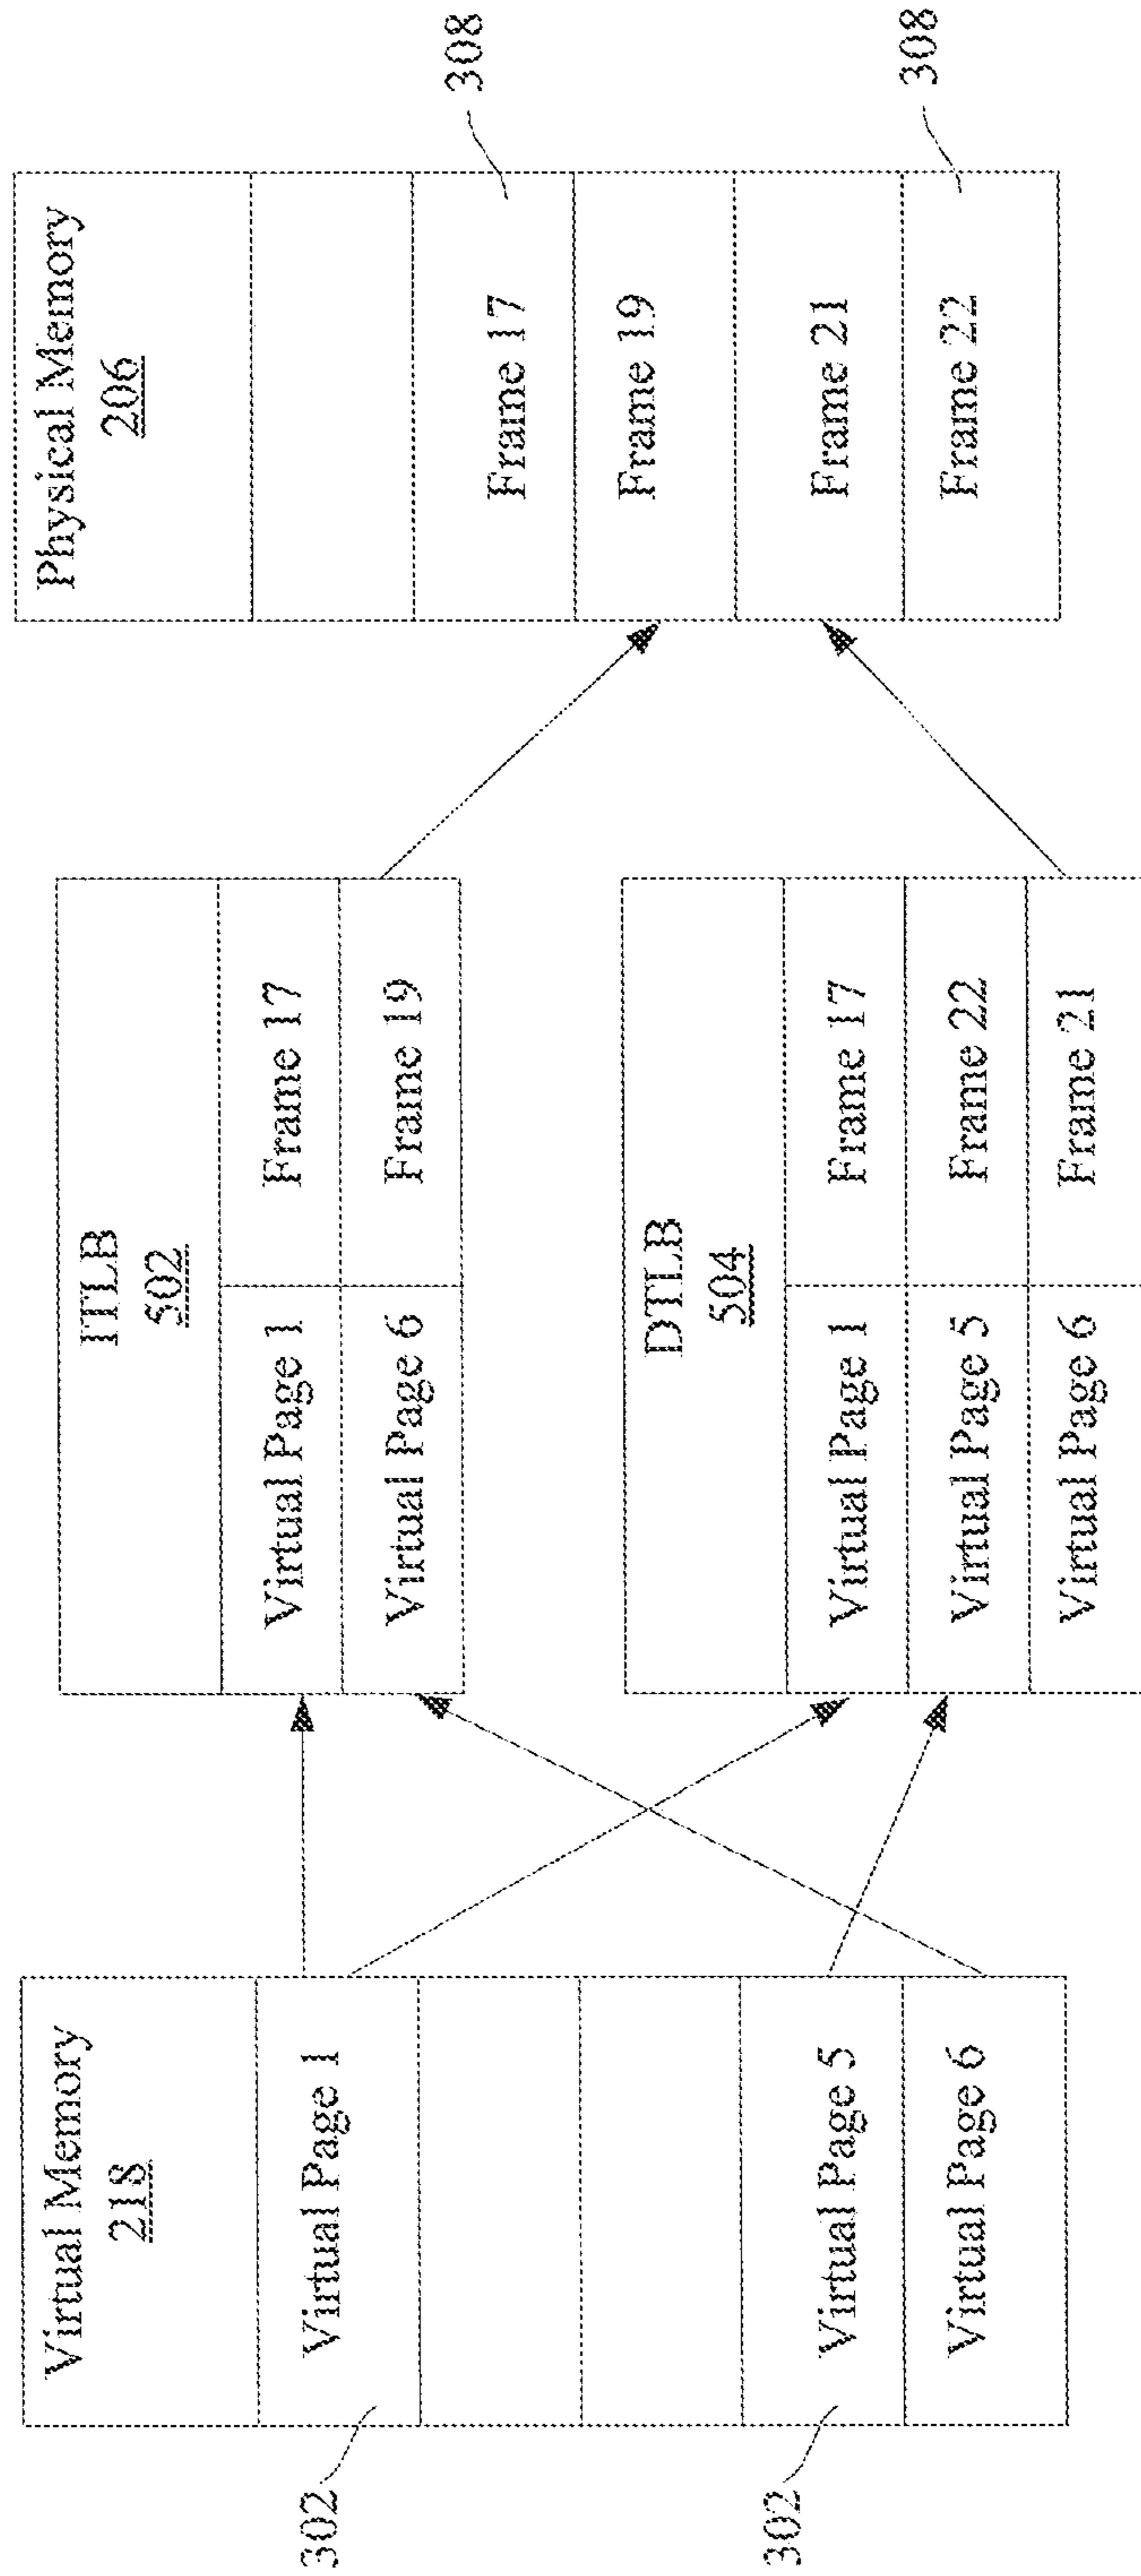 Virtual Memory
218
302
Virtual Page 1
302
Virtual Page 5
Virtual Page 6
ITLB
502
Virtual Page 1
Frame 17
Virtual Page 6
Frame 19
DTLB
504
Virtual Page 1
Frame 17
Virtual Page 5
Frame 22
Virtual Page 6
Frame 21
Physical Memory
206
Frame 17
308
Frame 19
Frame 21
Frame 22
308